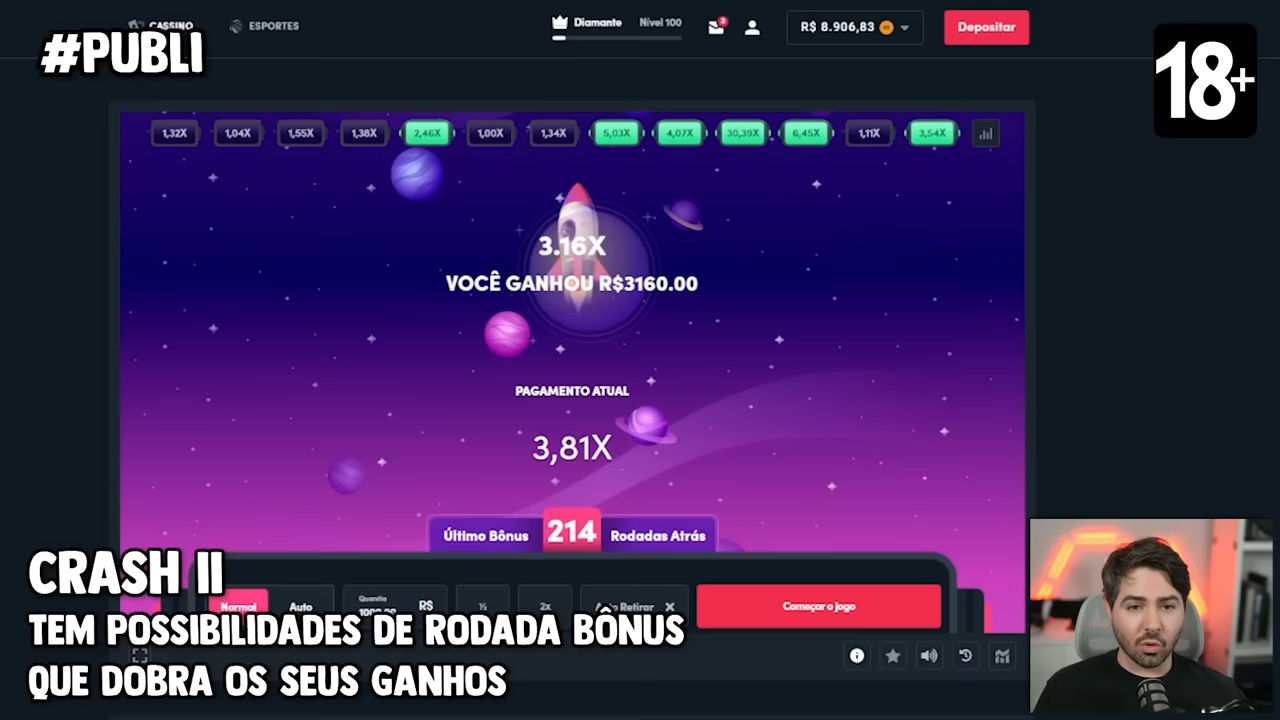 CASSINO
ESPORTES
Diamante
Nível 100
3
R$ 8.906,83
Depositar
#PUBLI
18+
1,32X
1,04X
1,55X
1,38X
2,46X
1,00X
1,34X
5,03X
4,07X
30,39X
6,45X
1,11X
3,54X
3.16X
VOCÊ GANHOU R$3160.00
PAGAMENTO ATUAL
3,81X
Último Bônus 214 Rodadas Atrás
CRASH II
Normal
Auto
Quantia
R$
½
2x
Retirar
Começar o jogo
TEM POSSIBILIDADES DE RODADA BÔNUS
QUE DOBRA OS SEUS GANHOS